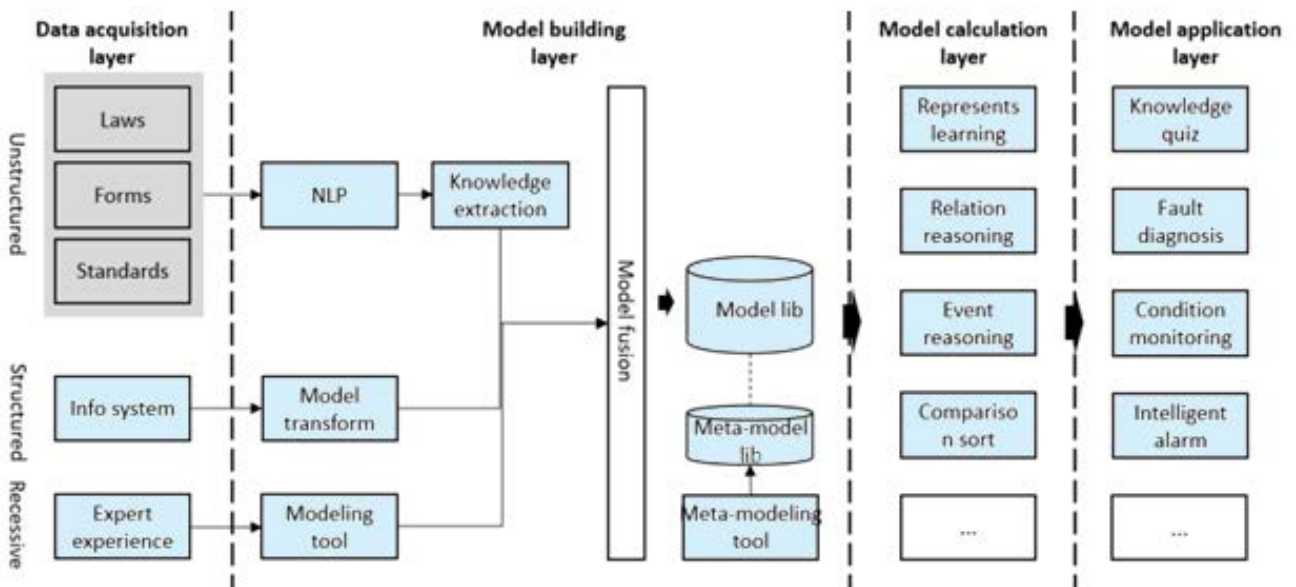 Data acquisition
layer
Model building
layer
Model calculation
layer
Model application
layer
Unstructured
Laws
Forms
Standards
NLP
Knowledge
extraction
Structured
Info system
Model
transform
Recessive
Expert
experience
Modeling
tool
Model fusion
Model lib
Meta-model
lib
Meta-modeling
tool
Represents
learning
Relation
reasoning
Event
reasoning
Compariso
n sort
...
Knowledge
quiz
Fault
diagnosis
Condition
monitoring
Intelligent
alarm
...